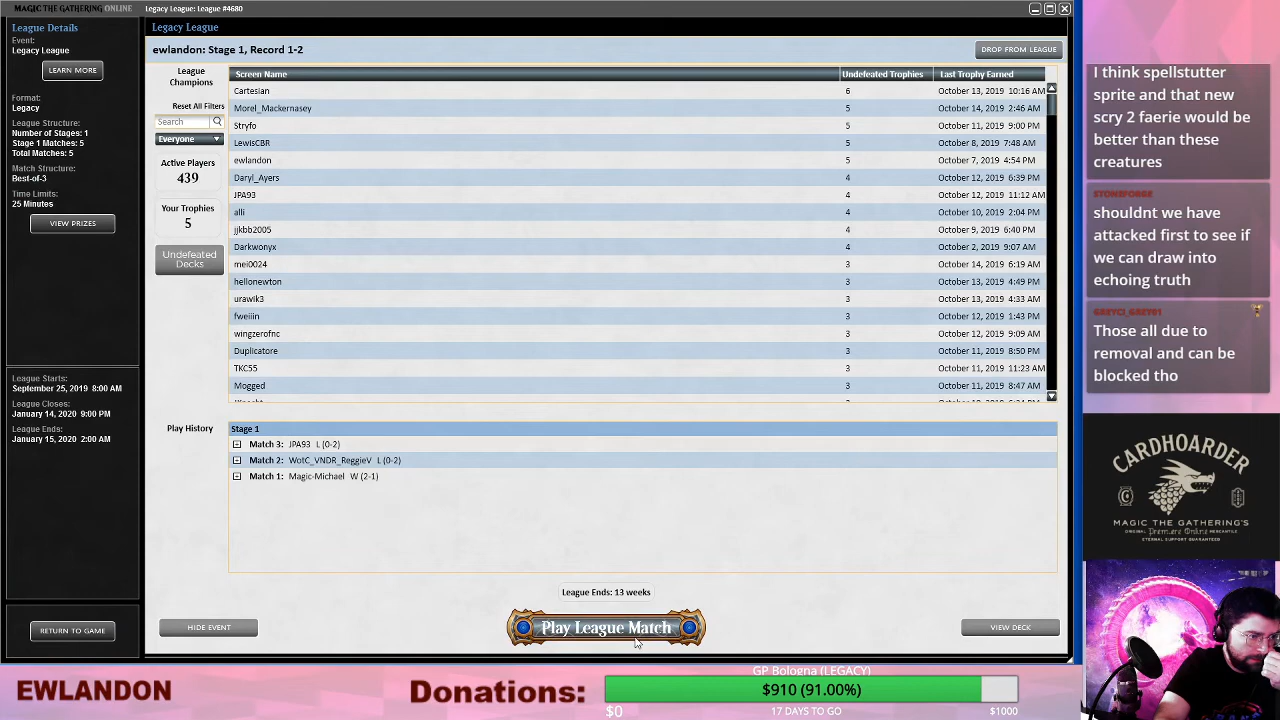 MAGIC THE GATHERING ONLINE
Legacy League: League #4680
League Details
Event:
Legacy League
LEARN MORE
Format:
Legacy
League Structure:
Number of Stages: 1
Stage 1 Matches: 5
Total Matches: 5
Match Structure:
Best-of-3
Time Limits:
25 Minutes
VIEW PRIZES
League Starts:
September 25, 2019 8:00 AM
League Closes:
January 14, 2020 9:00 PM
League Ends:
January 15, 2020 2:00 AM
RETURN TO GAME
Legacy League
ewlandon: Stage 1, Record 1-2
DROP FROM LEAGUE
League
Champions
Reset All Filters
Search
Everyone
Active Players
439
Your Trophies
5
Undefeated
Decks
Screen Name Undefeated Trophies Last Trophy Earned
Cartesian 6 October 13, 2019 10:16 AM
Morel_Mackernasey 5 October 14, 2019 2:46 AM
Stryfo 5 October 11, 2019 9:00 PM
LewisCBR 5 October 8, 2019 7:48 AM
ewlandon 5 October 7, 2019 4:54 PM
Daryl_Ayers 4 October 12, 2019 6:39 PM
JPA93 4 October 12, 2019 11:12 AM
alli 4 October 10, 2019 2:04 PM
jjkbb2005 4 October 9, 2019 6:40 PM
Darkwonyx 4 October 2, 2019 9:07 AM
mei0024 3 October 14, 2019 6:19 AM
hellonewton 3 October 13, 2019 4:49 PM
urawlk3 3 October 13, 2019 4:33 AM
fweiiin 3 October 12, 2019 1:43 PM
wingzerofnc 3 October 12, 2019 9:09 AM
Duplicatore 3 October 11, 2019 8:50 PM
TKC55 3 October 11, 2019 11:23 AM
Mogged 3 October 11, 2019 8:47 AM
Play History
Stage 1
Match 3: JPA93 L (0-2)
Match 2: WotC_VNDR_ReggieV L (0-2)
Match 1: Magic-Michael W (2-1)
League Ends: 13 weeks
HIDE EVENT
Play League Match
VIEW DECK
I think spellstutter
sprite and that new
scry 2 faerie would be
better than these
creatures
shouldnt we have
attacked first to see if
we can draw into
echoing truth
Those all due to
removal and can be
blocked tho
CARDHOARDER
MAGIC THE GATHERING'S
ETERNAL SUPPORT GUARANTEED
EWLANDON
Donations:
GP Bologna (LEGACY)
$910 (91.00%)
$0
17 DAYS TO GO
$1000